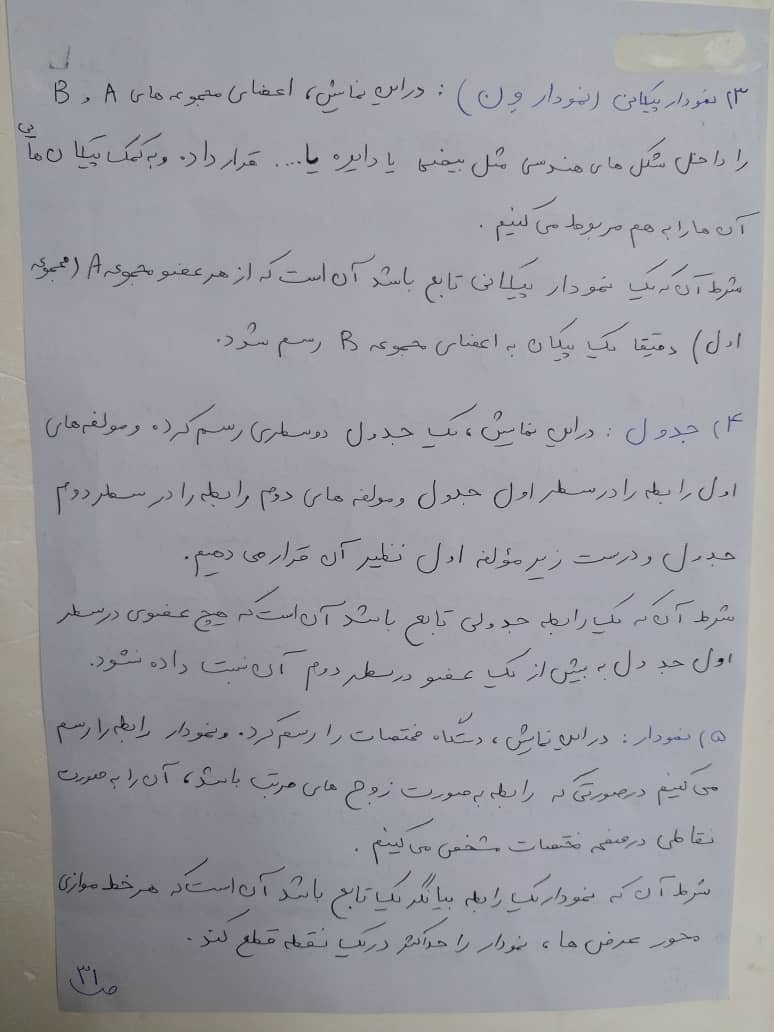 ۳) نمودار پیکانی (نمودار وِن) : در این نمایش، اعضای مجموعه های A و B
را داخل شکل های هندسی مثل بیضی یا دایره یا .... قرار داده و به کمک پیکان هایی
آن ها را به هم مربوط می کنیم .
شرط آن که یک نمودار پیکانی تابع باشد آن است که از هر عضو مجموعه A (مجموعه
اول) دقیقا یک پیکان به اعضای مجموعه B رسم شود.
۴) جدول : در این نمایش، یک جدول دو سطری رسم کرده و مولفه های
اول رابطه را در سطر اول جدول و مولفه های دوم رابطه را در سطر دوم
جدول و درست زیر مؤلفه اول نظیر آن قرار می دهیم.
شرط آن که یک رابطه جدولی تابع باشد آن است که هیچ عضوی در سطر
اول جدول به بیش از یک عضو در سطر دوم آن نسبت داده نشود.
۵) نمودار : در این نمایش، دستگاه مختصات را رسم کرده و نمودار رابطه را رسم
می کنیم در صورتی که رابطه به صورت زوج های مرتب باشد، آن را به صورت
نقاطی در صفحه مختصات مشخص می کنیم .
شرط آن که نمودار یک رابطه بیانگر یک تابع باشد آن است که هر خط موازی
محور عرض ها، نمودار را حداکثر در یک نقطه قطع کند .
ص۳۱